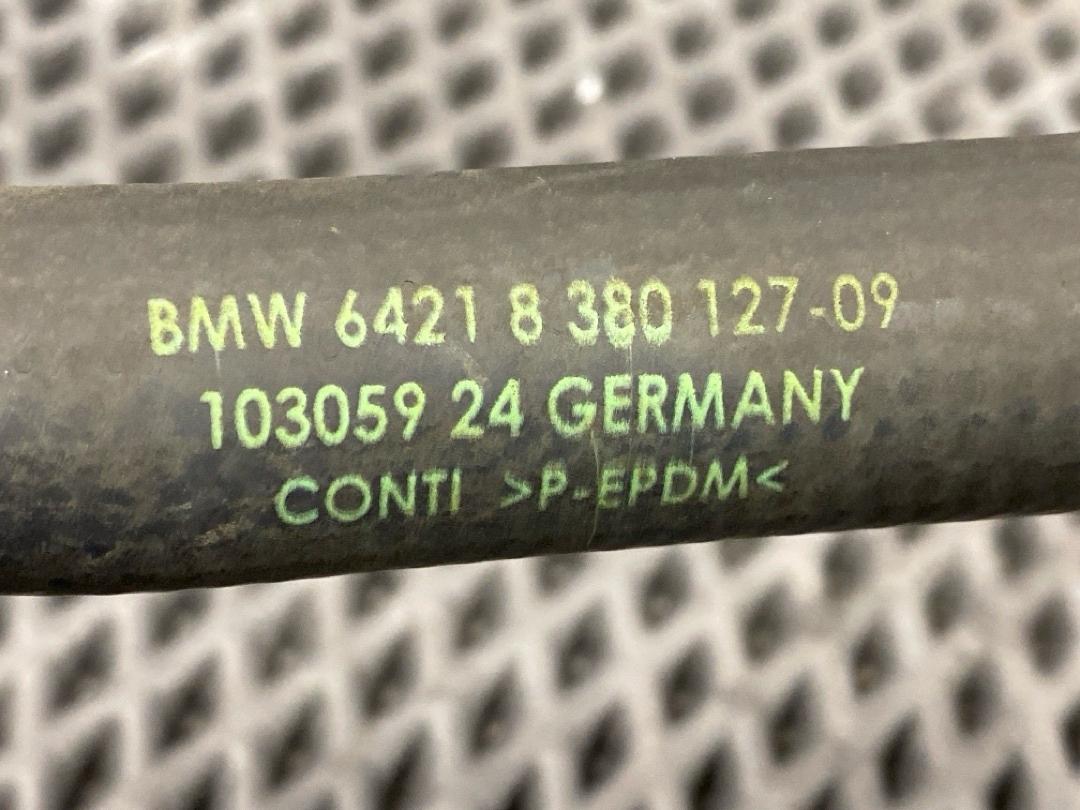 BMW 6421 8 380 127-09
103059 24 GERMANY
CONTI >P-EPDM<